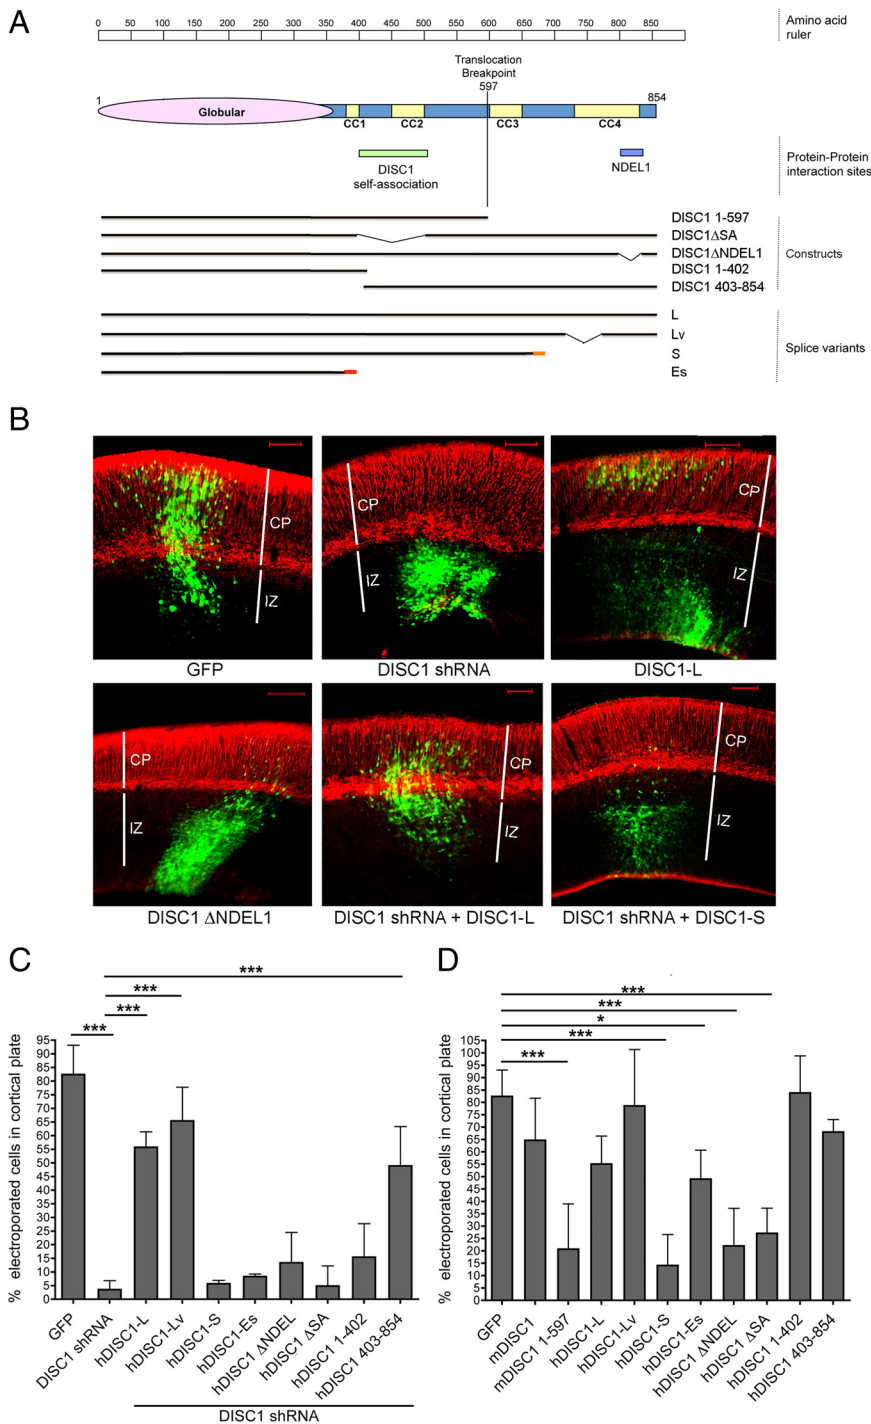 A
0 50 100 150 200 250 300 350 400 450 500 550 600 650 700 750 800 850
Amino acid
ruler
Translocation
Breakpoint
597
1
854
Globular
CC1
CC2
CC3
CC4
DISC1
self-association
NDEL1
Protein-Protein
interaction sites
DISC1 1-597
DISC1ΔSA
DISC1ΔNDEL1
DISC1 1-402
DISC1 403-854
Constructs
L
Lv
S
Es
Splice variants
B
CP
IZ
GFP
CP
IZ
DISC1 shRNA
CP
IZ
DISC1-L
CP
IZ
DISC1 ΔNDEL1
CP
IZ
DISC1 shRNA + DISC1-L
CP
IZ
DISC1 shRNA + DISC1-S
C
***
***
***
***
% electroporated cells in cortical plate
95
90
85
80
75
70
65
60
55
50
45
40
35
30
25
20
15
10
5
0
GFP
DISC1 shRNA
hDISC1-L
hDISC1-Lv
hDISC1-S
hDISC1-Es
hDISC1 ΔNDEL
hDISC1 ΔSA
hDISC1 1-402
hDISC1 403-854
DISC1 shRNA
D
***
***
*
***
***
% electroporated cells in cortical plate
105
100
95
90
85
80
75
70
65
60
55
50
45
40
35
30
25
20
15
10
5
0
GFP
mDISC1
mDISC1 1-597
hDISC1-L
hDISC1-Lv
hDISC1-S
hDISC1-Es
hDISC1 ΔNDEL
hDISC1 ΔSA
hDISC1 1-402
hDISC1 403-854